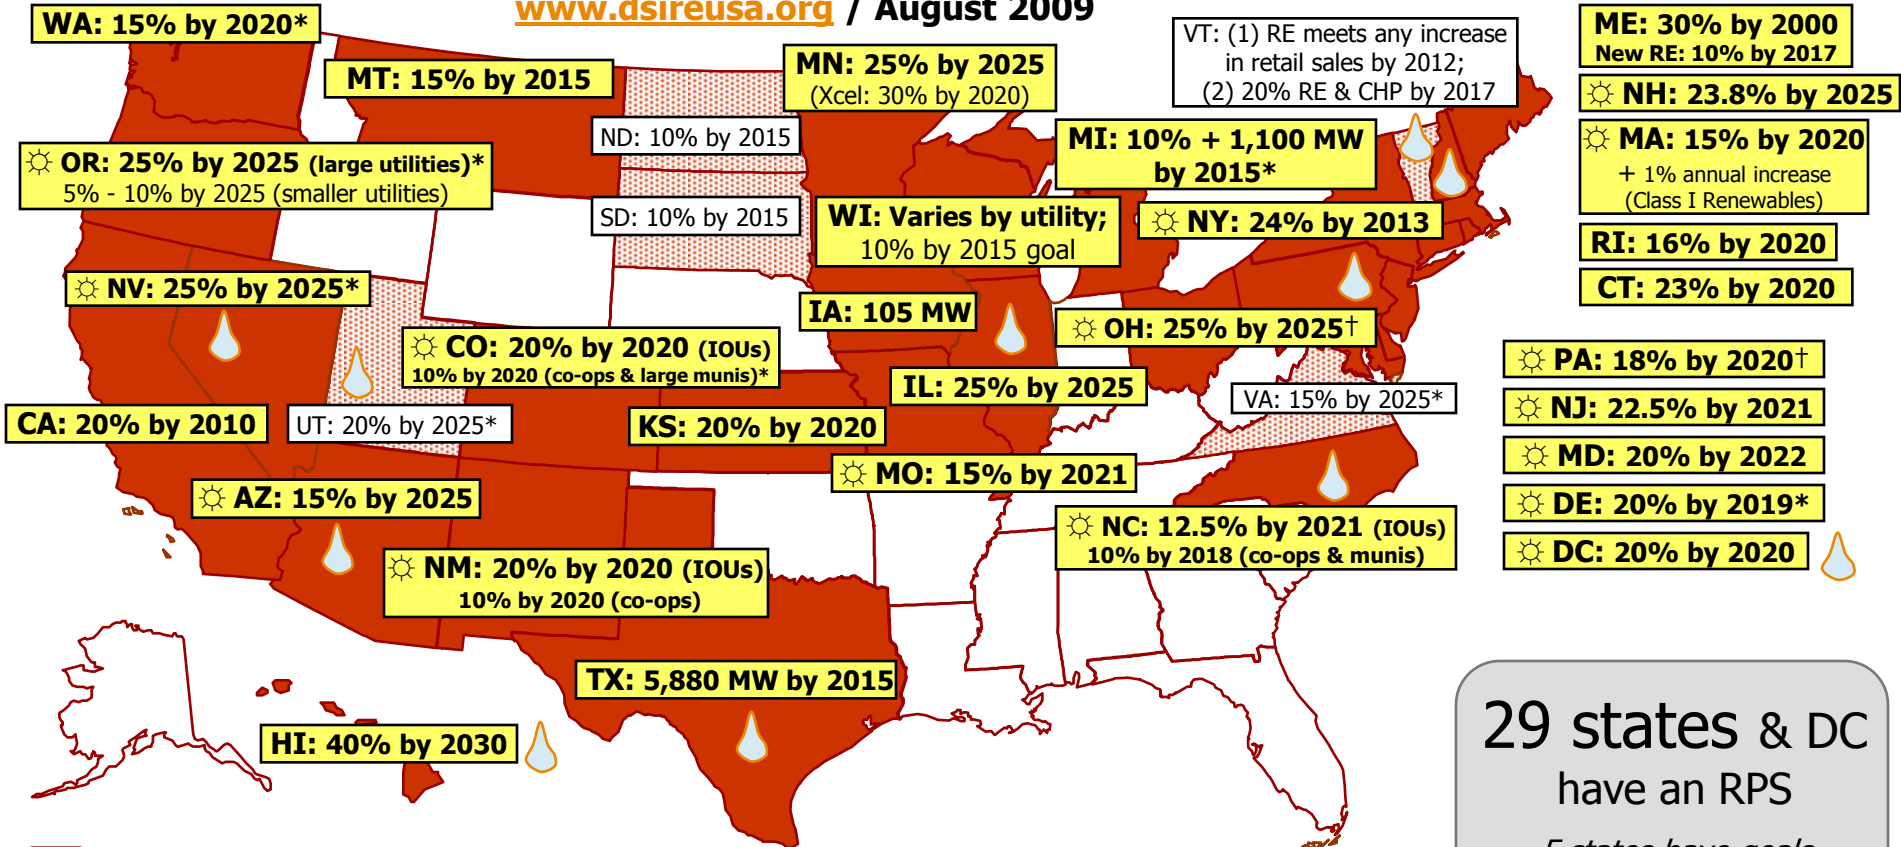 www.dsireusa.org / August 2009
WA: 15% by 2020*
MT: 15% by 2015
MN: 25% by 2025
(Xcel: 30% by 2020)
VT: (1) RE meets any increase
in retail sales by 2012;
(2) 20% RE & CHP by 2017
ME: 30% by 2000
New RE: 10% by 2017
☼ NH: 23.8% by 2025
☼ MA: 15% by 2020
+ 1% annual increase
(Class I Renewables)
RI: 16% by 2020
CT: 23% by 2020
ND: 10% by 2015
MI: 10% + 1,100 MW
by 2015*
☼ OR: 25% by 2025 (large utilities)*
5% - 10% by 2025 (smaller utilities)
SD: 10% by 2015
WI: Varies by utility;
10% by 2015 goal
☼ NY: 24% by 2013
☼ NV: 25% by 2025*
IA: 105 MW
☼ OH: 25% by 2025†
☼ CO: 20% by 2020 (IOUs)
10% by 2020 (co-ops & large munis)*
IL: 25% by 2025
VA: 15% by 2025*
☼ PA: 18% by 2020†
☼ NJ: 22.5% by 2021
☼ MD: 20% by 2022
☼ DE: 20% by 2019*
☼ DC: 20% by 2020
CA: 20% by 2010
UT: 20% by 2025*
KS: 20% by 2020
☼ MO: 15% by 2021
☼ AZ: 15% by 2025
☼ NC: 12.5% by 2021 (IOUs)
10% by 2018 (co-ops & munis)
☼ NM: 20% by 2020 (IOUs)
10% by 2020 (co-ops)
TX: 5,880 MW by 2015
HI: 40% by 2030
29 states & DC
have an RPS
5 states have goals